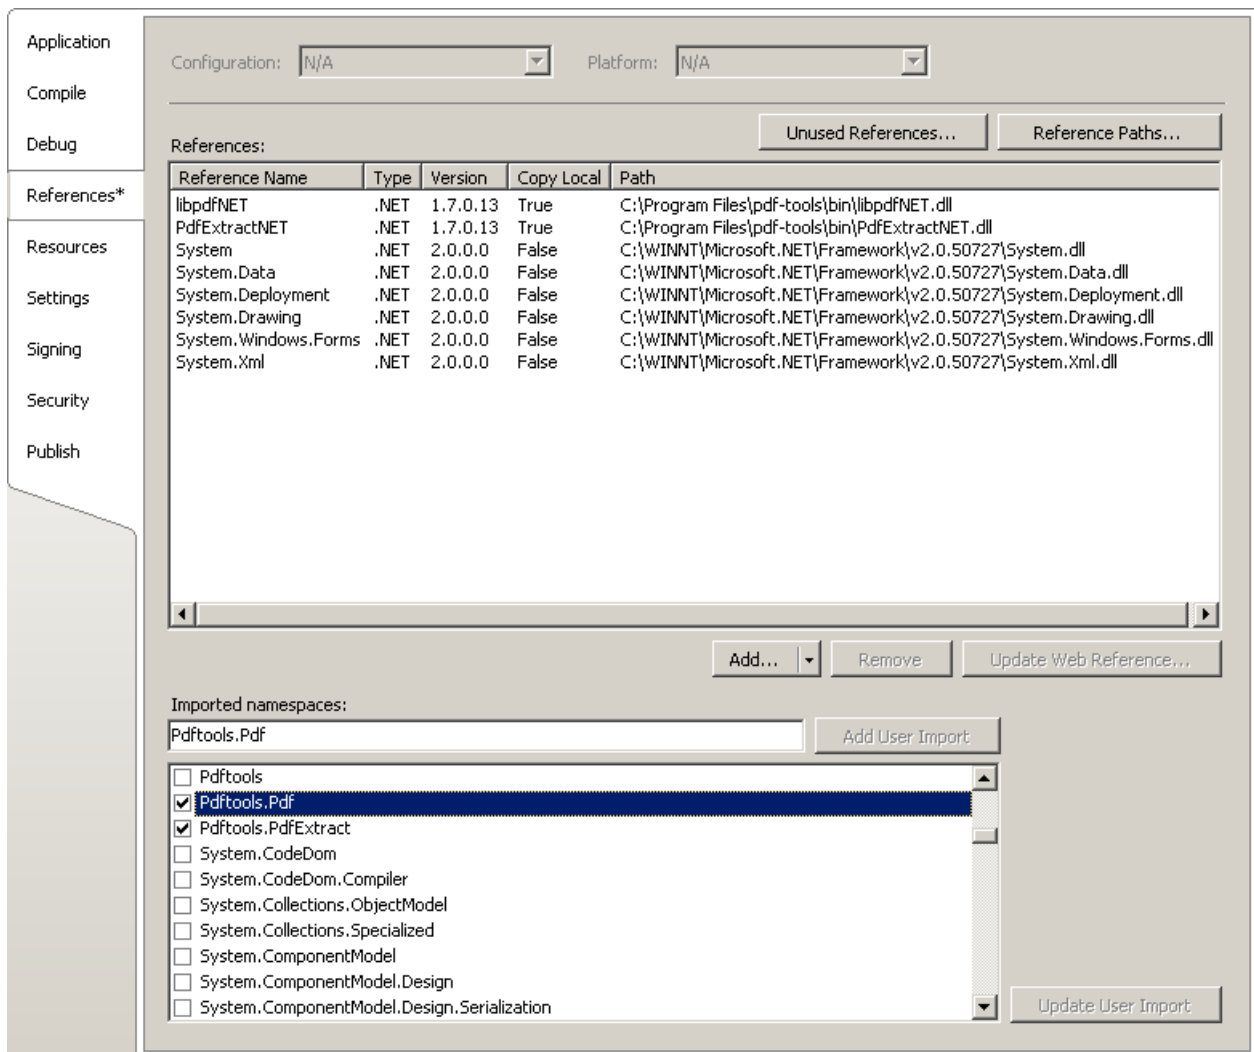 Application
Compile
Debug
References*
Resources
Settings
Signing
Security
Publish
Configuration: N/A Platform: N/A
Unused References... Reference Paths...
References:
Reference Name Type Version Copy Local Path
libpdfNET .NET 1.7.0.13 True C:\Program Files\pdf-tools\bin\libpdfNET.dll
PdfExtractNET .NET 1.7.0.13 True C:\Program Files\pdf-tools\bin\PdfExtractNET.dll
System .NET 2.0.0.0 False C:\WINNT\Microsoft.NET\Framework\v2.0.50727\System.dll
System.Data .NET 2.0.0.0 False C:\WINNT\Microsoft.NET\Framework\v2.0.50727\System.Data.dll
System.Deployment .NET 2.0.0.0 False C:\WINNT\Microsoft.NET\Framework\v2.0.50727\System.Deployment.dll
System.Drawing .NET 2.0.0.0 False C:\WINNT\Microsoft.NET\Framework\v2.0.50727\System.Drawing.dll
System.Windows.Forms .NET 2.0.0.0 False C:\WINNT\Microsoft.NET\Framework\v2.0.50727\System.Windows.Forms.dll
System.Xml .NET 2.0.0.0 False C:\WINNT\Microsoft.NET\Framework\v2.0.50727\System.Xml.dll
Add... Remove Update Web Reference...
Imported namespaces:
Pdftools.Pdf Add User Import
Pdftools
Pdftools.Pdf
Pdftools.PdfExtract
System.CodeDom
System.CodeDom.Compiler
System.Collections.ObjectModel
System.Collections.Specialized
System.ComponentModel
System.ComponentModel.Design
System.ComponentModel.Design.Serialization
Update User Import